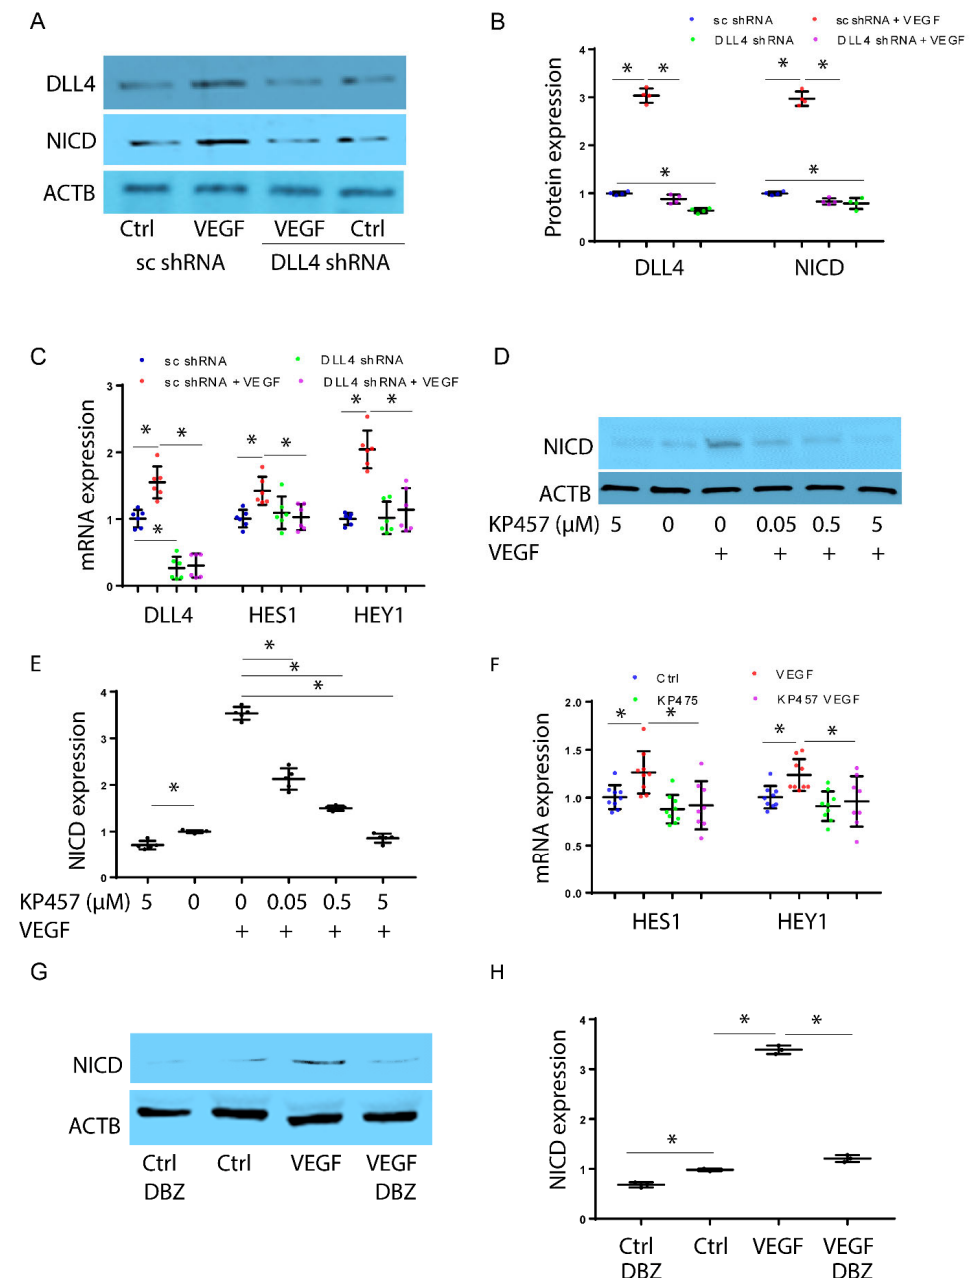 A
DLL4
NICD
ACTB
Ctrl VEGF VEGF Ctrl
sc shRNA DLL4 shRNA
B
sc shRNA sc shRNA + VEGF
DLL4 shRNA DLL4 shRNA + VEGF
Protein expression
4
3
2
1
0
* * * *
* *
DLL4 NICD
C
sc shRNA DLL4 shRNA
sc shRNA + VEGF DLL4 shRNA + VEGF
mRNA expression
3
2
1
0
* * * * * *
*
DLL4 HES1 HEY1
D
NICD
ACTB
KP457 (µM) 5 0 0 0.05 0.5 5
VEGF + + + +
E
NICD expression
4
3
2
1
0
*
*
*
*
KP457 (µM) 5 0 0 0.05 0.5 5
VEGF + + + +
F
Ctrl VEGF
KP475 KP457 VEGF
mRNA expression
2.0
1.5
1.0
0.5
0.0
* * * *
HES1 HEY1
G
NICD
ACTB
Ctrl Ctrl VEGF VEGF
DBZ DBZ
H
NICD expression
4
3
2
1
0
* *
*
Ctrl Ctrl VEGF VEGF
DBZ DBZ